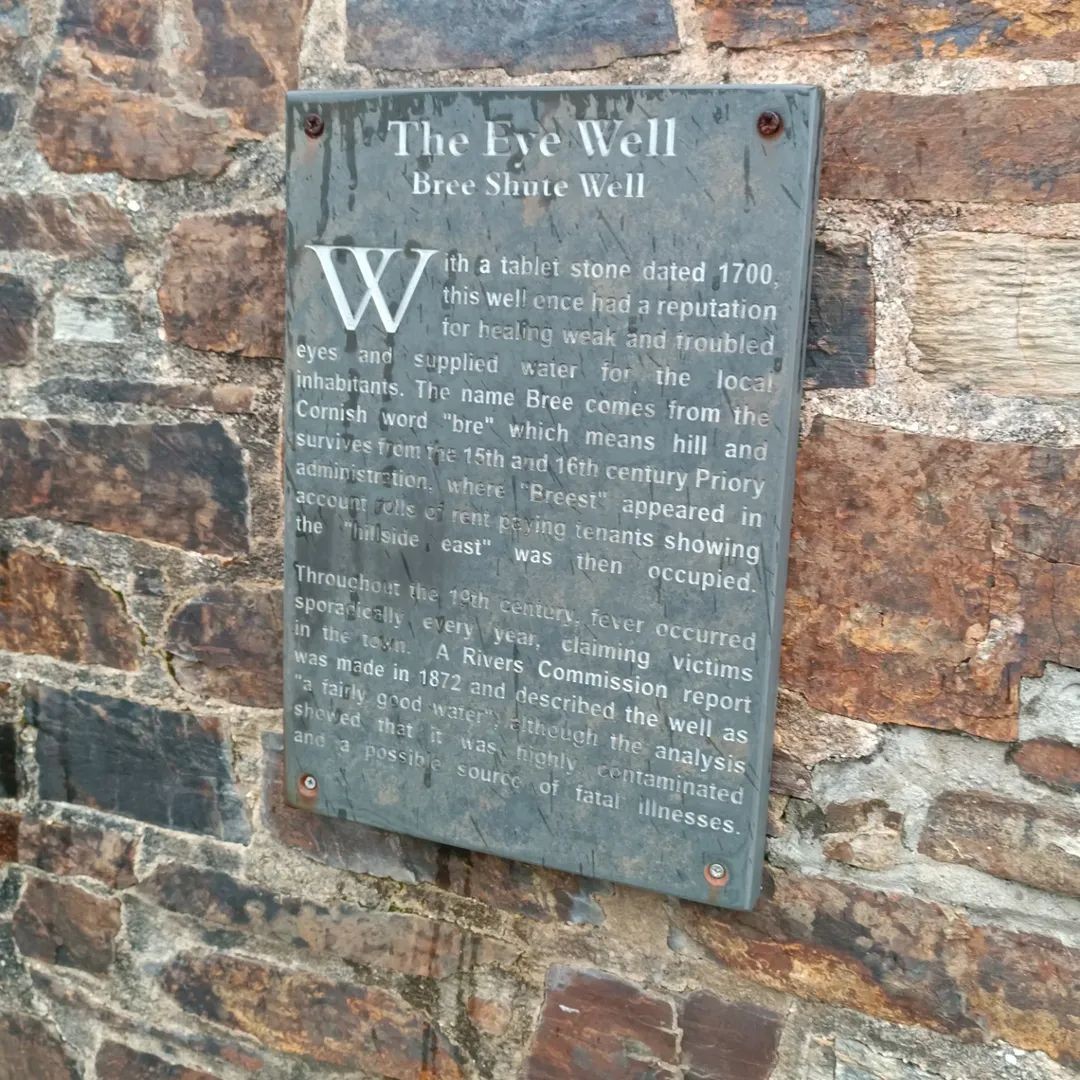 The Eye Well
Bree Shute Well
With a tablet stone dated 1700,
this well once had a reputation
for healing weak and troubled
eyes and supplied water for the local
inhabitants. The name Bree comes from the
Cornish word "bre" which means hill and
survives from the 15th and 16th century Priory
administration, where "Breest" appeared in
account rolls of rent paying tenants showing
the "hillside east" was then occupied.
Throughout the 19th century, fever occurred
sporadically every year, claiming victims
in the town. A Rivers Commission report
was made in 1872 and described the well as
"a fairly good water", although the analysis
showed that it was highly contaminated
and a possible source of fatal illnesses.